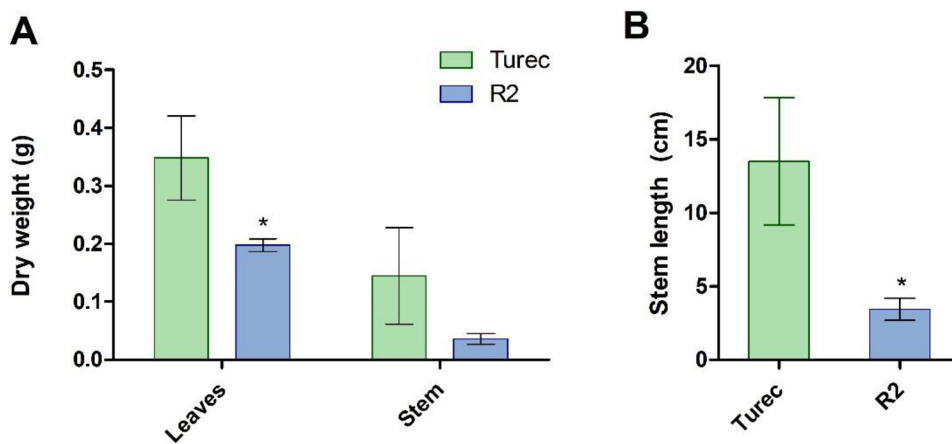 A
Dry weight (g)
0.5
0.4
0.3
0.2
0.1
0.0
*
Leaves
Stem
Turec
R2
B
Stem length (cm)
20
15
10
5
0
*
Turec
R2